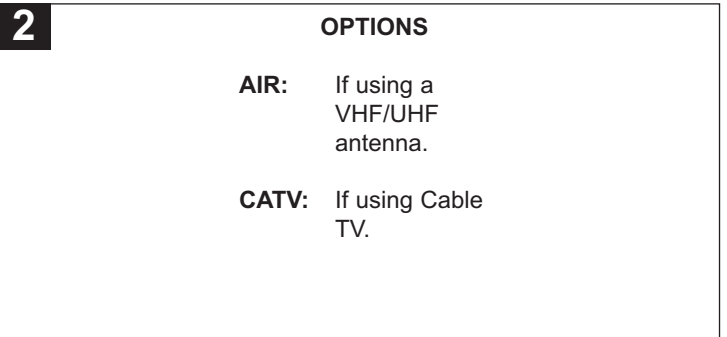 2
OPTIONS
AIR: If using a
VHF/UHF
antenna.
CATV: If using Cable
TV.